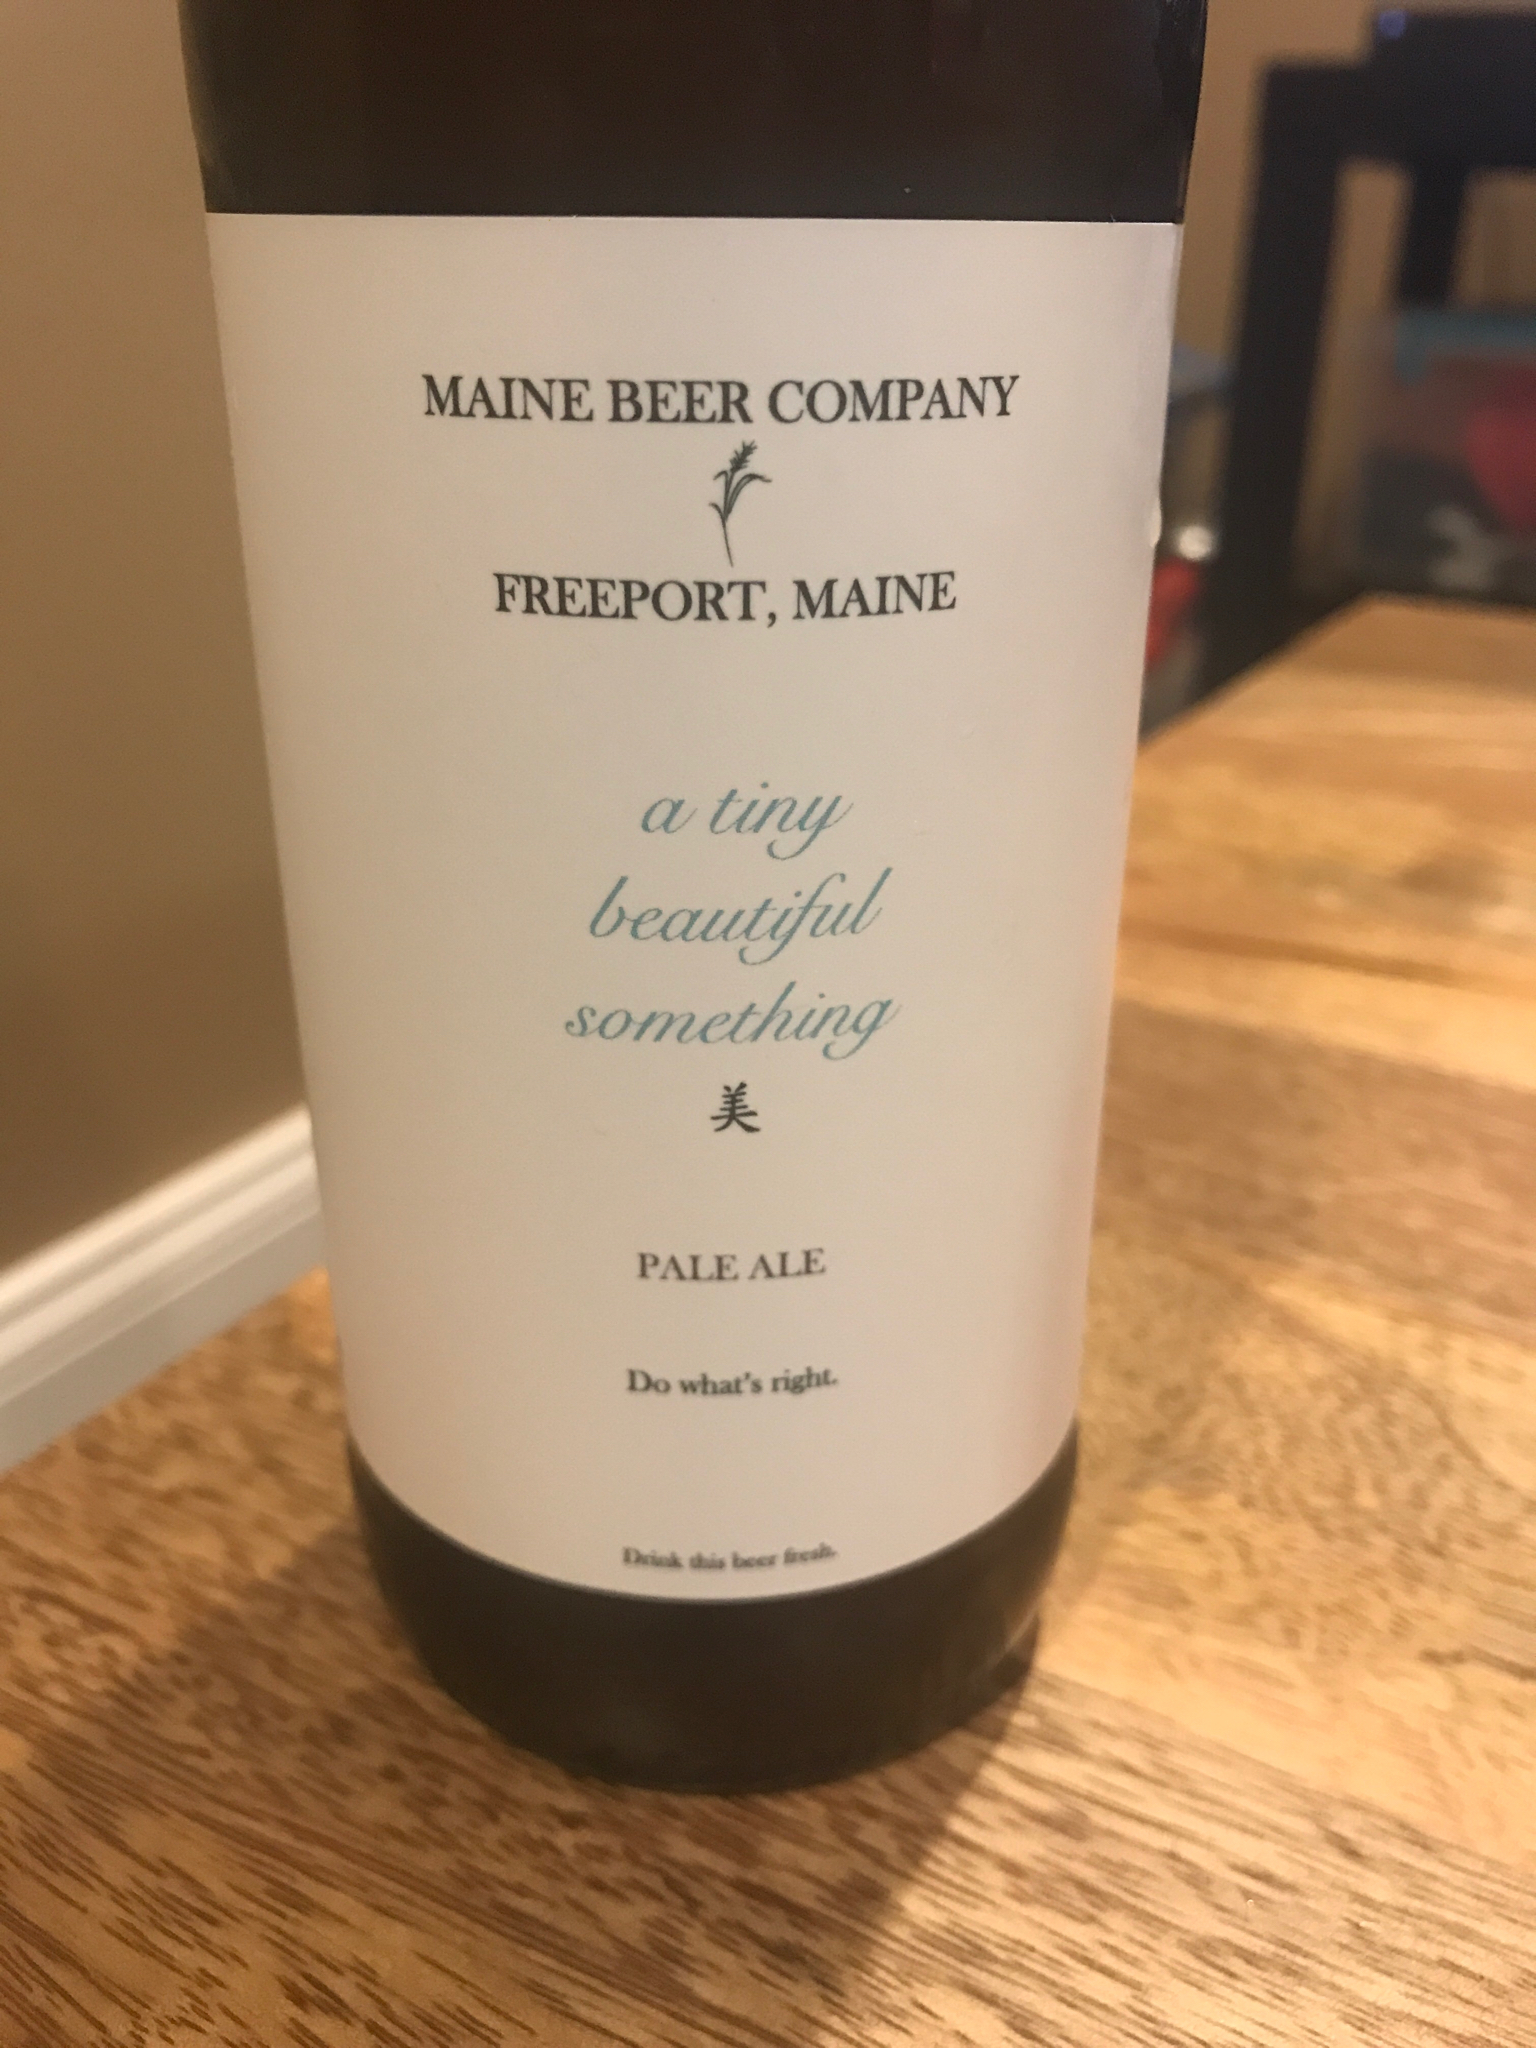 MAINE BEER COMPANY
FREEPORT, MAINE
a tiny
beautiful
something
美
PALE ALE
Do what's right.
Drink this beer fresh.